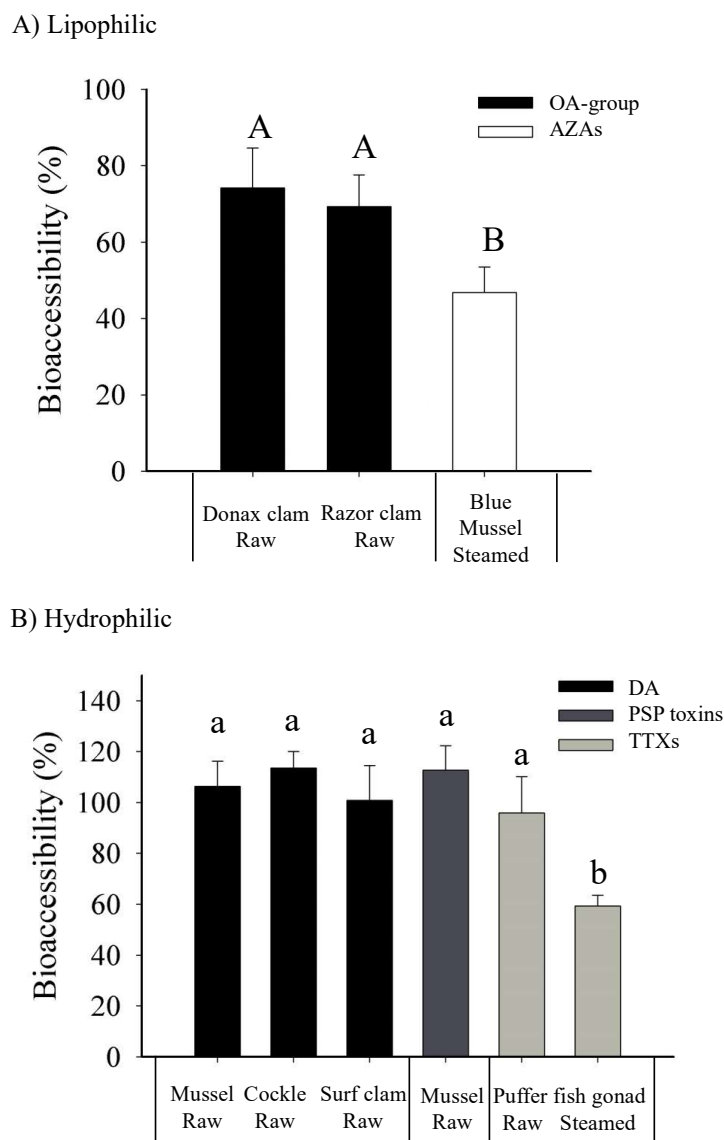 A) Lipophilic
100
80
60
40
20
0
Bioaccessibility (%)
A
A
B
OA-group
AZAs
Donax clam
Raw
Razor clam
Raw
Blue
Mussel
Steamed
B) Hydrophilic
140
120
100
80
60
40
20
0
Bioaccessibility (%)
a
a
a
a
a
b
DA
PSP toxins
TTXs
Mussel
Raw
Cockle
Raw
Surf clam
Raw
Mussel
Raw
Puffer fish gonad
Raw Steamed